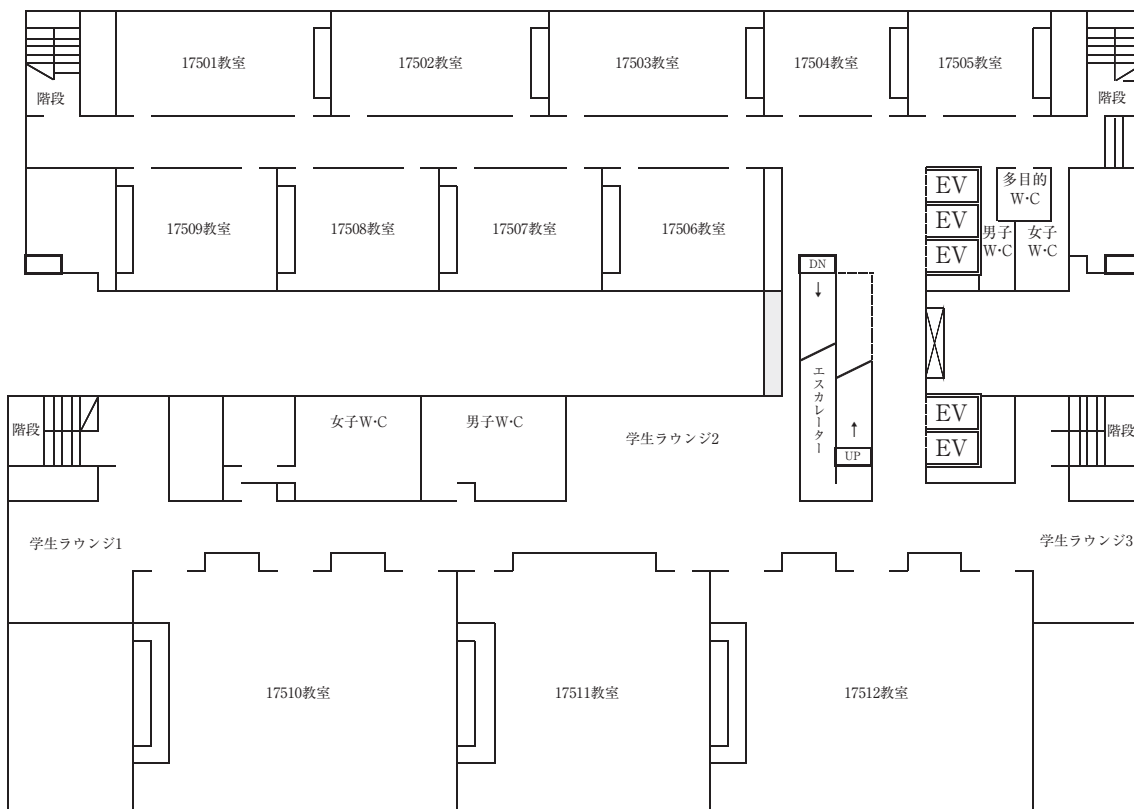 17501教室
17502教室
17503教室
17504教室
17505教室
階段
階段
EV
多目的
W･C
EV
男子
W･C
女子
W･C
EV
17509教室
17508教室
17507教室
17506教室
DN
↓
エスカレーター
↑
UP
EV
EV
階段
階段
女子W･C
男子W･C
学生ラウンジ2
学生ラウンジ1
学生ラウンジ3
17510教室
17511教室
17512教室